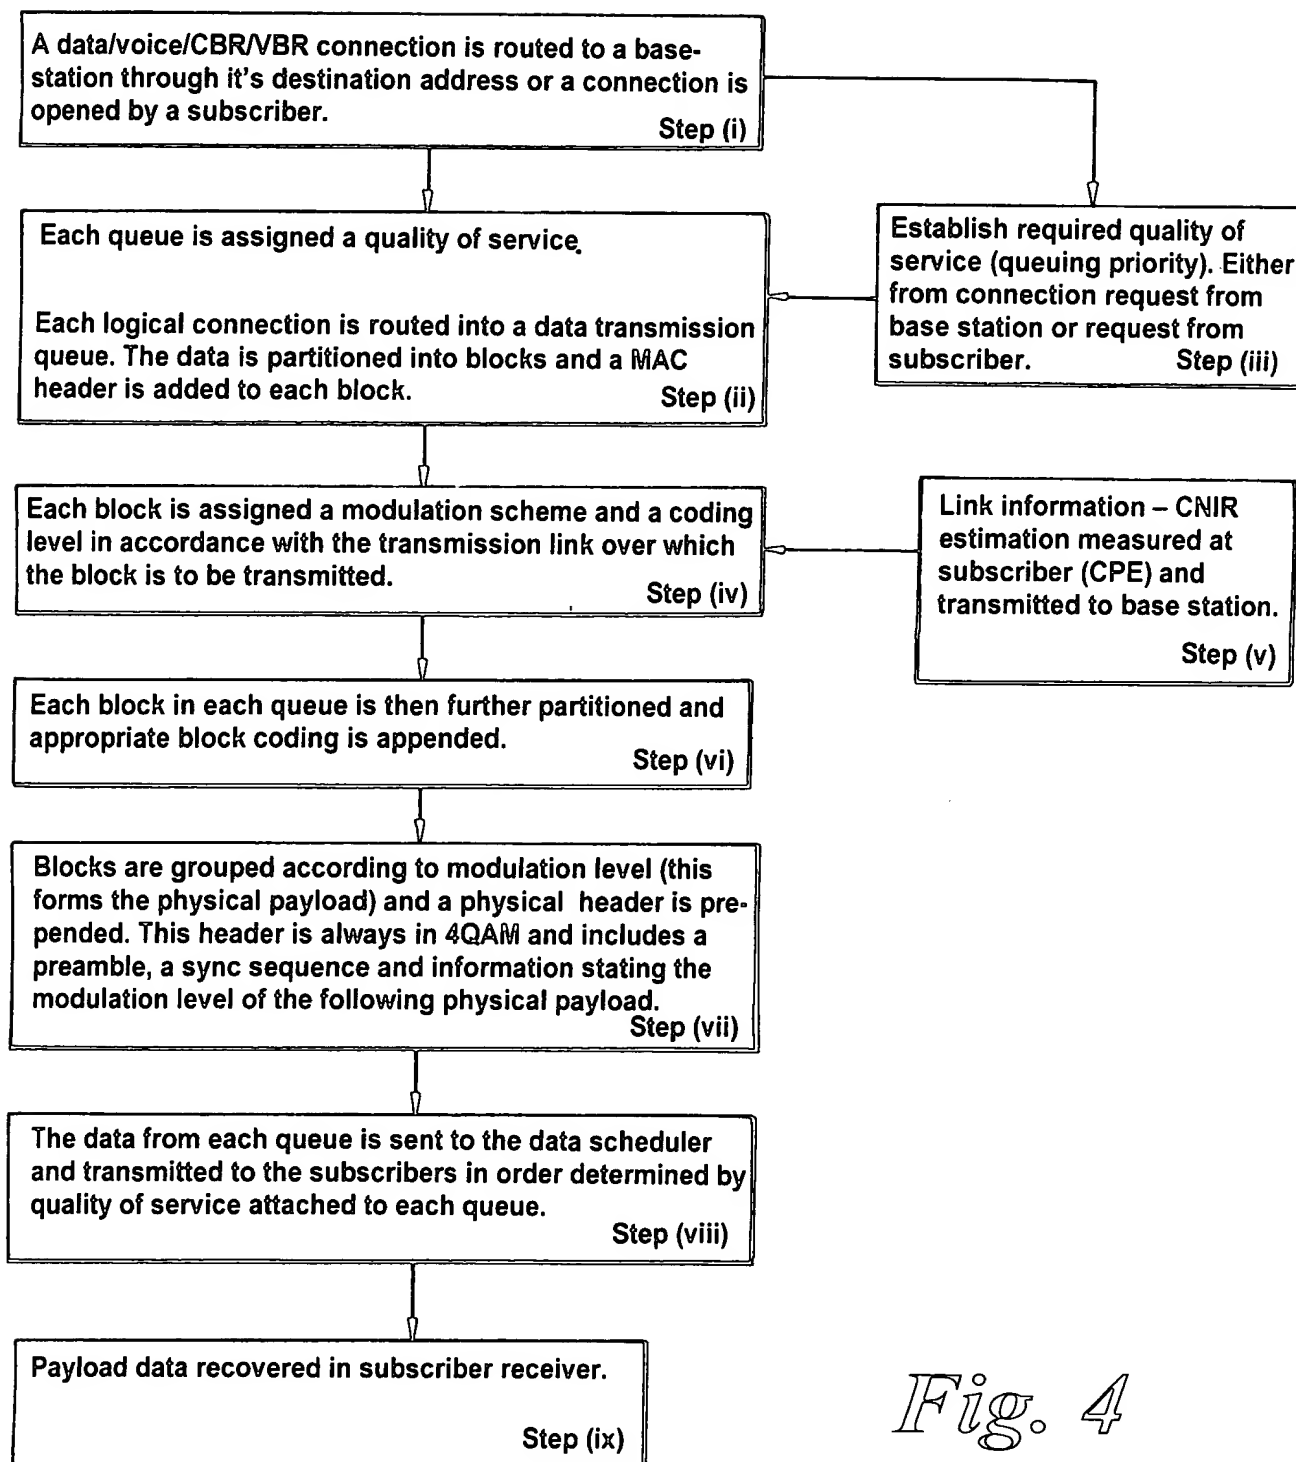 A data/voice/CBR/VBR connection is routed to a base-
station through it's destination address or a connection is
opened by a subscriber.
Step (i)
Each queue is assigned a quality of service.
Each logical connection is routed into a data transmission
queue. The data is partitioned into blocks and a MAC
header is added to each block.
Step (ii)
Establish required quality of
service (queuing priority). Either
from connection request from
base station or request from
subscriber.
Step (iii)
Each block is assigned a modulation scheme and a coding
level in accordance with the transmission link over which
the block is to be transmitted.
Step (iv)
Link information – CNIR
estimation measured at
subscriber (CPE) and
transmitted to base station.
Step (v)
Each block in each queue is then further partitioned and
appropriate block coding is appended.
Step (vi)
Blocks are grouped according to modulation level (this
forms the physical payload) and a physical header is pre-
pended. This header is always in 4QAM and includes a
preamble, a sync sequence and information stating the
modulation level of the following physical payload.
Step (vii)
The data from each queue is sent to the data scheduler
and transmitted to the subscribers in order determined by
quality of service attached to each queue.
Step (viii)
Payload data recovered in subscriber receiver.
Step (ix)
Fig. 4